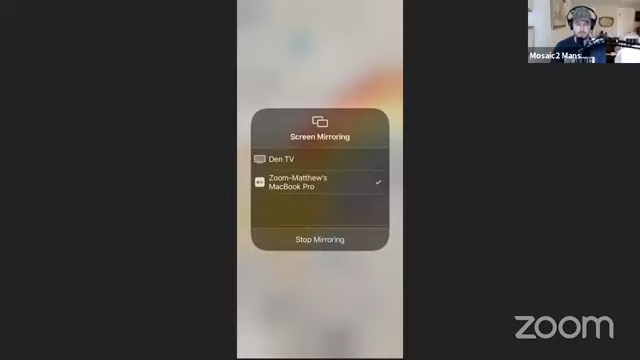 Mosaic2 Mans...
Screen Mirroring
Den TV
Zoom-Matthew's
MacBook Pro
Stop Mirroring
zoom